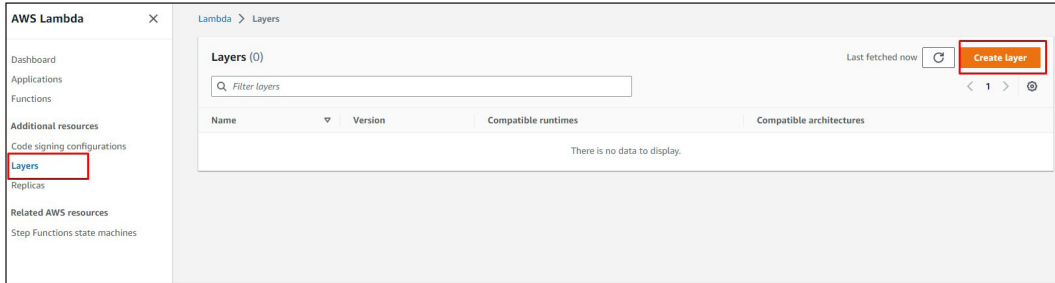 AWS Lambda
Dashboard
Applications
Functions
Additional resources
Code signing configurations
Layers
Replicas
Related AWS resources
Step Functions state machines
Lambda > Layers
Layers (0)
Last fetched now
Create layer
Filter layers
1
Name Version Compatible runtimes Compatible architectures
There is no data to display.